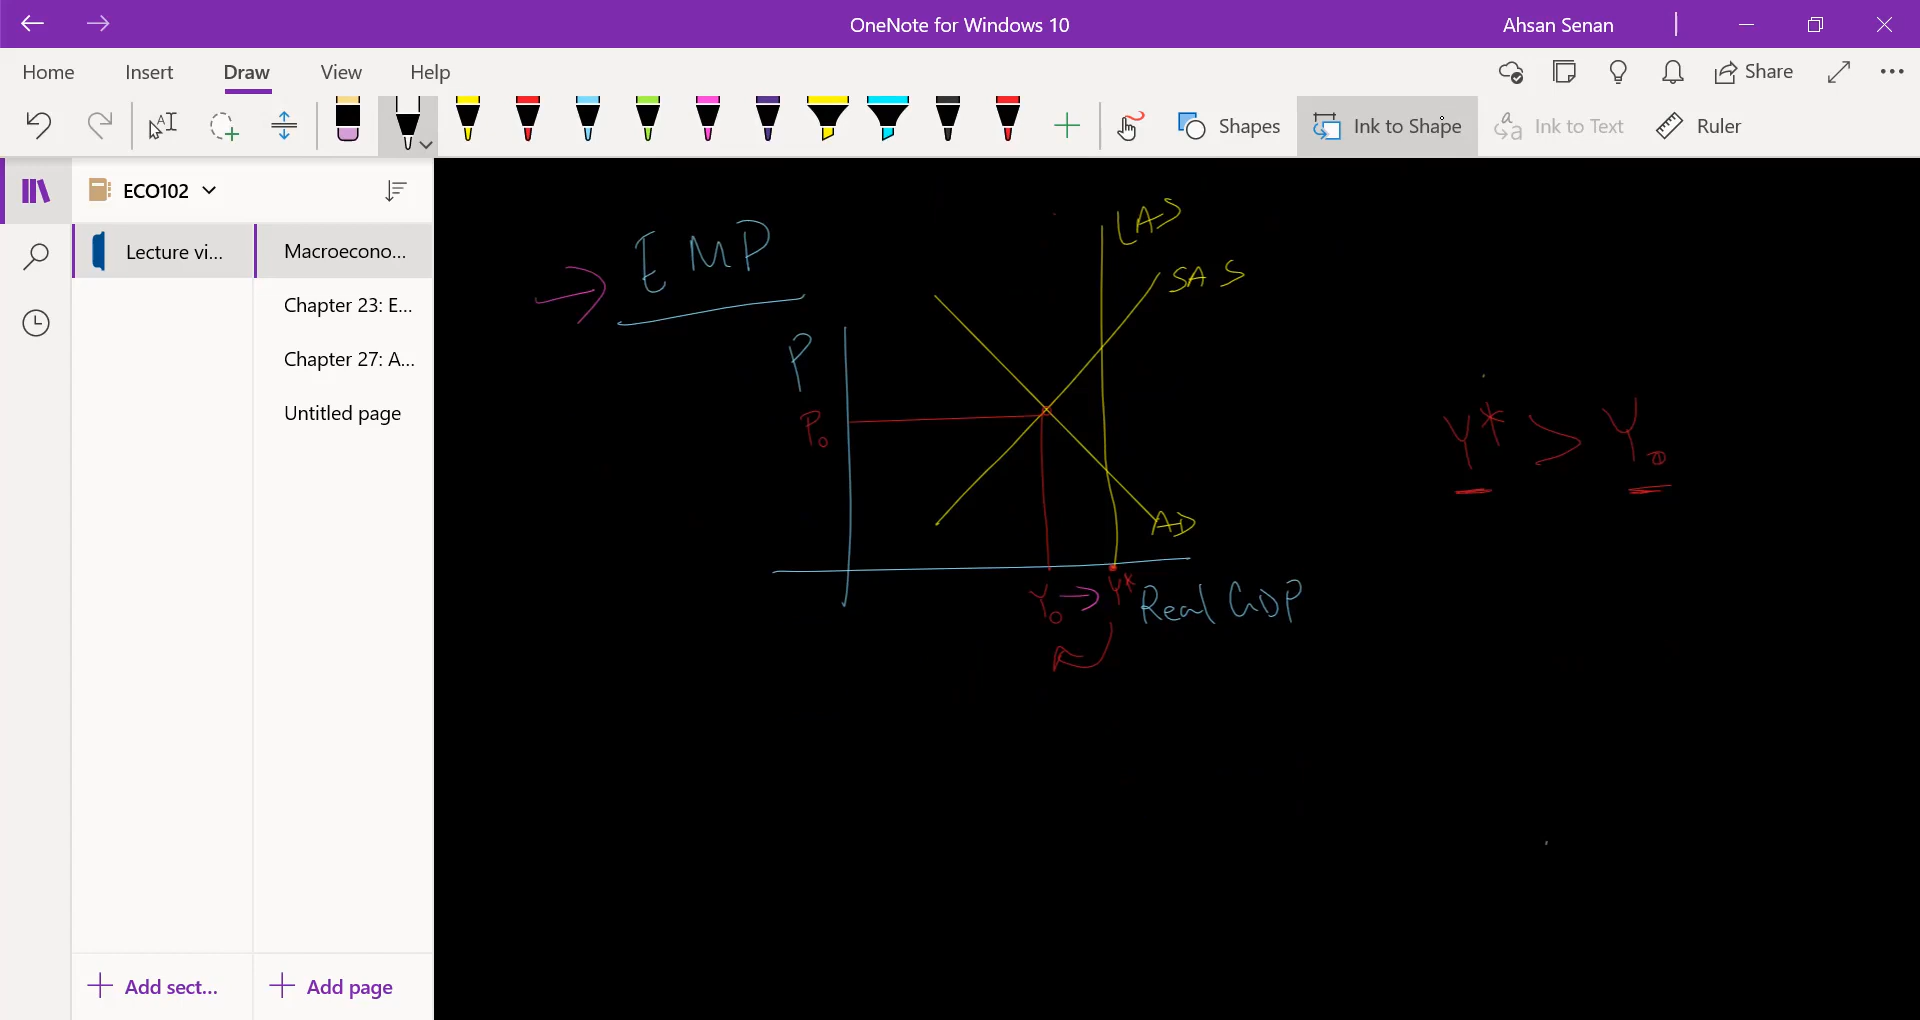 OneNote for Windows 10
Ahsan Senan
Home Insert Draw View Help
Share
Shapes Ink to Shape Ink to Text Ruler
ECO102
Lecture vi...
Macroecono...
Chapter 23: E...
Chapter 27: A...
Untitled page
EMP
LAS
SAS
P
P₀
AD
Y* > Y₀
Y₀ → Y* Real GDP
Add sect...
Add page